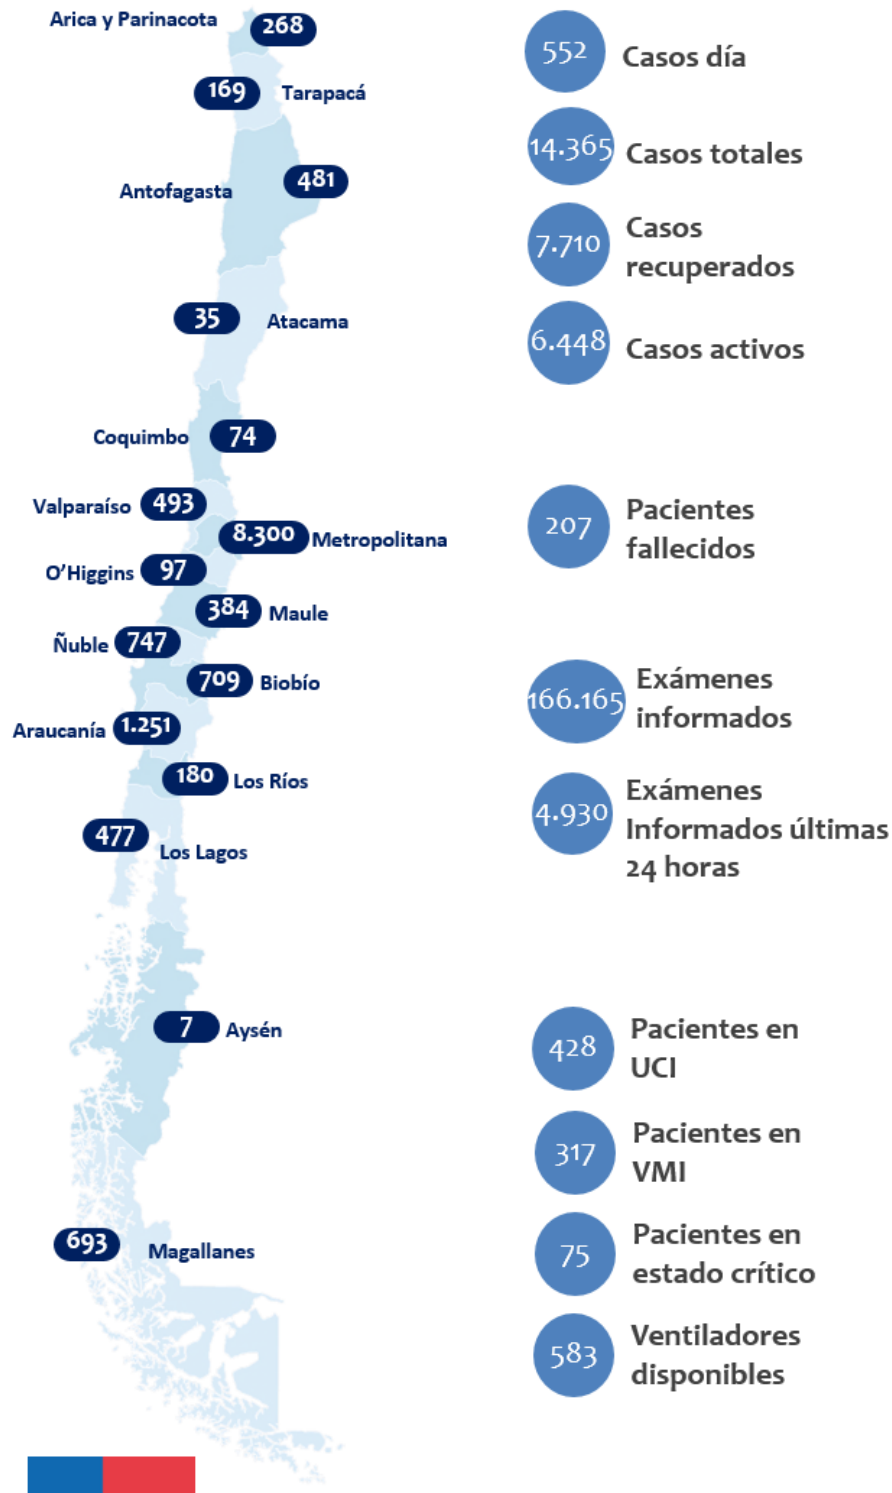 Arica y Parinacota
268
169
Tarapacá
Antofagasta
481
35
Atacama
Coquimbo
74
Valparaíso
493
8.300
Metropolitana
O'Higgins
97
384
Maule
Ñuble
747
709
Biobío
Araucanía
1.251
180
Los Ríos
477
Los Lagos
7
Aysén
693
Magallanes
552
Casos día
14.365
Casos totales
7.710
Casos
recuperados
6.448
Casos activos
207
Pacientes
fallecidos
166.165
Exámenes
informados
4.930
Exámenes
Informados últimas
24 horas
428
Pacientes en
UCI
317
Pacientes en
VMI
75
Pacientes en
estado crítico
583
Ventiladores
disponibles